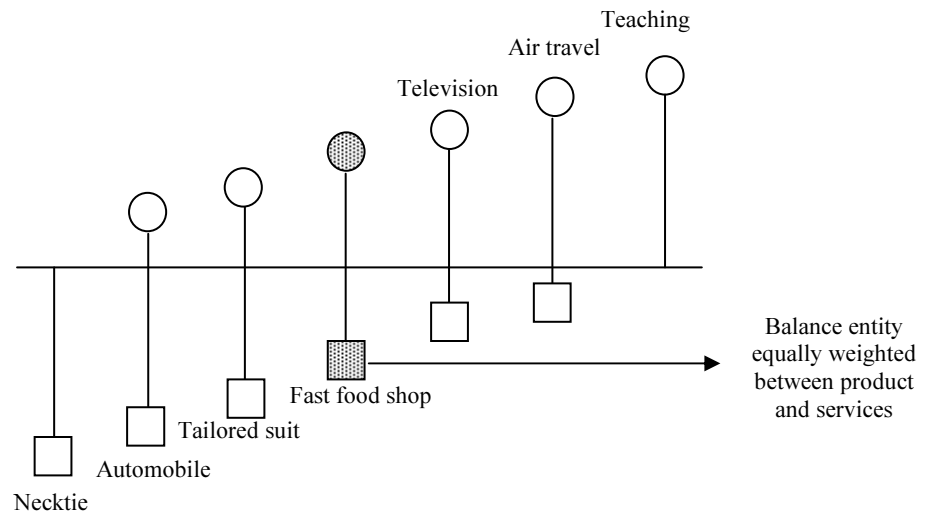 Teaching
Air travel
Television
Balance entity
equally weighted
between product
and services
Fast food shop
Tailored suit
Automobile
Necktie